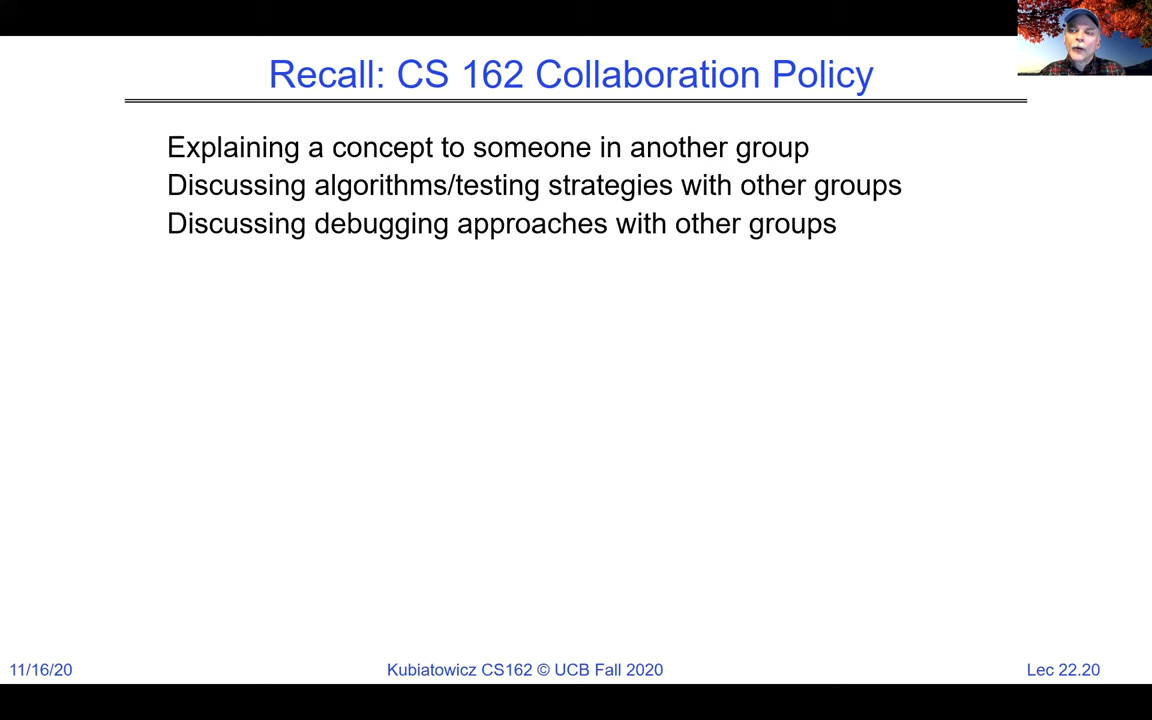 Recall: CS 162 Collaboration Policy
Explaining a concept to someone in another group
Discussing algorithms/testing strategies with other groups
Discussing debugging approaches with other groups
11/16/20
Kubiatowicz CS162 © UCB Fall 2020
Lec 22.20